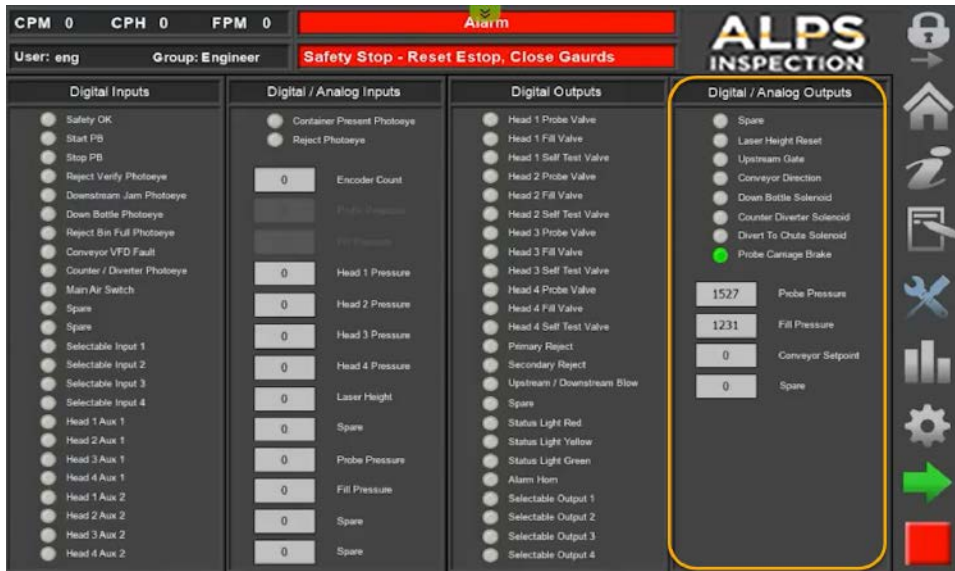 CPM 0 CPH 0 FPM 0
Alarm
ALPS
INSPECTION
User: eng Group: Engineer
Safety Stop - Reset Estop, Close Gaurds
Digital Inputs
Safety OK
Start PB
Stop PB
Reject Verify Photoeye
Downstream Jam Photoeye
Down Bottle Photoeye
Reject Bin Full Photoeye
Conveyor VFD Fault
Counter / Diverter Photoeye
Main Air Switch
Spare
Spare
Selectable Input 1
Selectable Input 2
Selectable Input 3
Selectable Input 4
Head 1 Aux 1
Head 2 Aux 1
Head 3 Aux 1
Head 4 Aux 1
Head 1 Aux 2
Head 2 Aux 2
Head 3 Aux 2
Head 4 Aux 2
Digital / Analog Inputs
Container Present Photoeye
Reject Photoeye
0 Encoder Count
Probe Pressure
Fill Pressure
0 Head 1 Pressure
0 Head 2 Pressure
0 Head 3 Pressure
0 Head 4 Pressure
0 Laser Height
0 Spare
0 Probe Pressure
0 Fill Pressure
0 Spare
0 Spare
Digital Outputs
Head 1 Probe Valve
Head 1 Fill Valve
Head 1 Self Test Valve
Head 2 Probe Valve
Head 2 Fill Valve
Head 2 Self Test Valve
Head 3 Probe Valve
Head 3 Fill Valve
Head 3 Self Test Valve
Head 4 Probe Valve
Head 4 Fill Valve
Head 4 Self Test Valve
Primary Reject
Secondary Reject
Upstream / Downstream Blow
Spare
Status Light Red
Status Light Yellow
Status Light Green
Alarm Horn
Selectable Output 1
Selectable Output 2
Selectable Output 3
Selectable Output 4
Digital / Analog Outputs
Spare
Laser Height Reset
Upstream Gate
Conveyor Direction
Down Bottle Solenoid
Counter Diverter Solenoid
Divert To Chute Solenoid
Probe Carriage Brake
1527 Probe Pressure
1231 Fill Pressure
0 Conveyor Setpoint
0 Spare